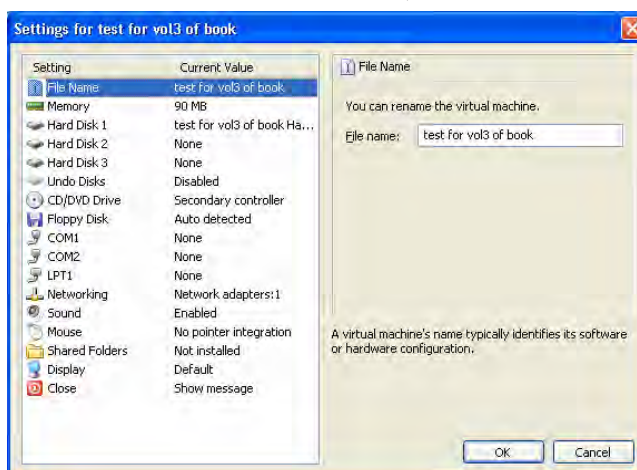 Settings for test for vol3 of book
Setting Current Value
File Name test for vol3 of book
Memory 90 MB
Hard Disk 1 test for vol3 of book Ha...
Hard Disk 2 None
Hard Disk 3 None
Undo Disks Disabled
CD/DVD Drive Secondary controller
Floppy Disk Auto detected
COM1 None
COM2 None
LPT1 None
Networking Network adapters:1
Sound Enabled
Mouse No pointer integration
Shared Folders Not installed
Display Default
Close Show message
File Name
You can rename the virtual machine.
File name: test for vol3 of book
A virtual machine's name typically identifies its software
or hardware configuration.
OK Cancel